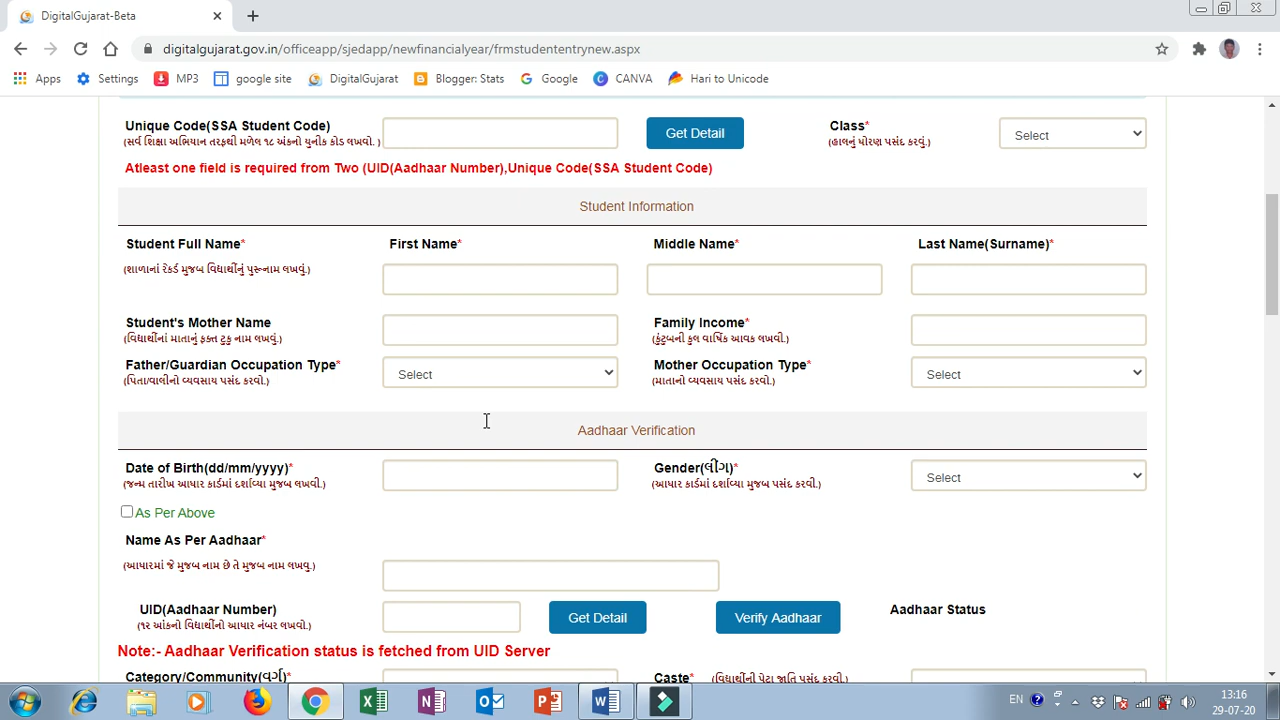 DigitalGujarat-Beta
digitalgujarat.gov.in/officeapp/sjedapp/newfinancialyear/frmstudententrynew.aspx
Apps Settings MP3 google site DigitalGujarat Blogger: Stats Google CANVA Hari to Unicode
Unique Code(SSA Student Code) Get Detail Class* Select
(સર્વ શિક્ષા અભિયાન તરફથી મળેલ ૧૮ અંકનો યુનીક કોડ લખવો. ) (હાલનું ધોરણ પસંદ કરવું.)
Atleast one field is required from Two (UID(Aadhaar Number),Unique Code(SSA Student Code)
Student Information
Student Full Name* First Name* Middle Name* Last Name(Surname)*
(શાળાનાં રેકર્ડ મુજબ વિદ્યાર્થીનું પુરૂનામ લખવું.)
Student's Mother Name Family Income*
(વિદ્યાર્થીનાં માતાનું ફક્ત ટુકુ નામ લખવું.) (કુંટુબની કુલ વાર્ષિક આવક લખવી.)
Father/Guardian Occupation Type* Select Mother Occupation Type* Select
(પિતા/વાલીનો વ્યવસાય પસંદ કરવો.) (માતાનો વ્યવસાય પસંદ કરવો.)
Aadhaar Verification
Date of Birth(dd/mm/yyyy)* Gender(લીંગ)* Select
(જન્મ તારીખ આધાર કાર્ડમાં દર્શાવ્યા મુજબ લખવી.) (આધાર કાર્ડમાં દર્શાવ્યા મુજબ પસંદ કરવી.)
As Per Above
Name As Per Aadhaar*
(આધારમાં જે મુજબ નામ છે તે મુજબ નામ લખવું.)
UID(Aadhaar Number) Get Detail Verify Aadhaar Aadhaar Status
(૧૨ આંકનો વિદ્યાર્થીનો આધાર નંબર લખવો.)
Note:- Aadhaar Verification status is fetched from UID Server
Category/Community(વર્ગ)* Caste* (વિદ્યાર્થીની પેટા જાતિ પસંદ કરવી.)
EN 13:16
29-07-20